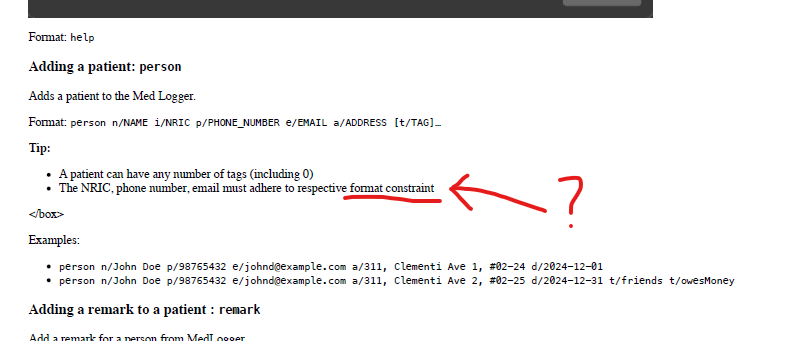 Format: help
Adding a patient: person
Adds a patient to the Med Logger.
Format: person n/NAME i/NRIC p/PHONE_NUMBER e/EMAIL a/ADDRESS [t/TAG]…
Tip:
• A patient can have any number of tags (including 0)
• The NRIC, phone number, email must adhere to respective format constraint
?
</box>
Examples:
• person n/John Doe p/98765432 e/johnd@example.com a/311, Clementi Ave 1, #02-24 d/2024-12-01
• person n/John Doe p/98765432 e/johnd@example.com a/311, Clementi Ave 2, #02-25 d/2024-12-31 t/friends t/owesMoney
Adding a remark to a patient : remark
Add a remark for a person from MedLogger